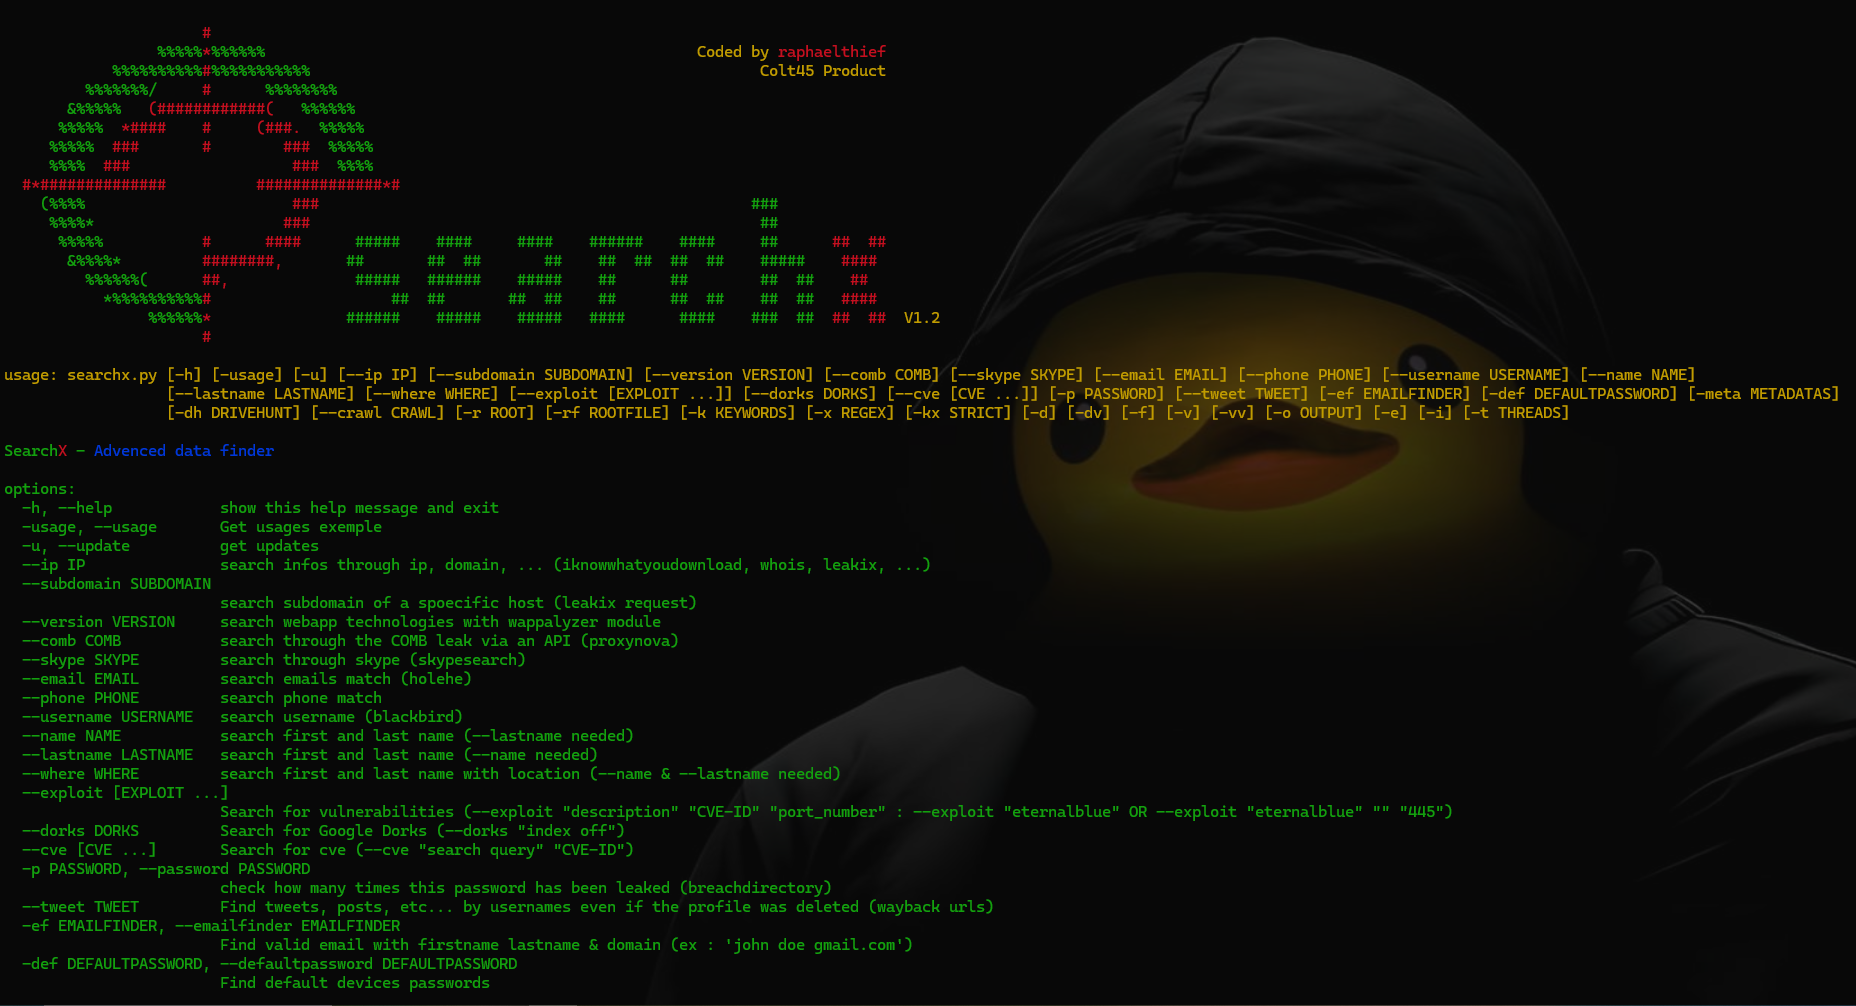 Coded by raphaelthief
Colt45 Product
searchx V1.2
usage: searchx.py [-h] [-usage] [-u] [--ip IP] [--subdomain SUBDOMAIN] [--version VERSION] [--comb COMB] [--skype SKYPE] [--email EMAIL] [--phone PHONE] [--username USERNAME] [--name NAME]
[--lastname LASTNAME] [--where WHERE] [--exploit [EXPLOIT ...]] [--dorks DORKS] [--cve [CVE ...]] [-p PASSWORD] [--tweet TWEET] [-ef EMAILFINDER] [-def DEFAULTPASSWORD] [-meta METADATAS]
[-dh DRIVEHUNT] [--crawl CRAWL] [-r ROOT] [-rf ROOTFILE] [-k KEYWORDS] [-x REGEX] [-kx STRICT] [-d] [-dv] [-f] [-v] [-vv] [-o OUTPUT] [-e] [-i] [-t THREADS]
SearchX - Advenced data finder
options:
-h, --help show this help message and exit
-usage, --usage Get usages exemple
-u, --update get updates
--ip IP search infos through ip, domain, ... (iknowwhatyoudownload, whois, leakix, ...)
--subdomain SUBDOMAIN
search subdomain of a spoecific host (leakix request)
--version VERSION search webapp technologies with wappalyzer module
--comb COMB search through the COMB leak via an API (proxynova)
--skype SKYPE search through skype (skypesearch)
--email EMAIL search emails match (holehe)
--phone PHONE search phone match
--username USERNAME search username (blackbird)
--name NAME search first and last name (--lastname needed)
--lastname LASTNAME search first and last name (--name needed)
--where WHERE search first and last name with location (--name & --lastname needed)
--exploit [EXPLOIT ...]
Search for vulnerabilities (--exploit "description" "CVE-ID" "port_number" : --exploit "eternalblue" OR --exploit "eternalblue" "" "445")
--dorks DORKS Search for Google Dorks (--dorks "index off")
--cve [CVE ...] Search for cve (--cve "search query" "CVE-ID")
-p PASSWORD, --password PASSWORD
check how many times this password has been leaked (breachdirectory)
--tweet TWEET Find tweets, posts, etc... by usernames even if the profile was deleted (wayback urls)
-ef EMAILFINDER, --emailfinder EMAILFINDER
Find valid email with firstname lastname & domain (ex : 'john doe gmail.com')
-def DEFAULTPASSWORD, --defaultpassword DEFAULTPASSWORD
Find default devices passwords